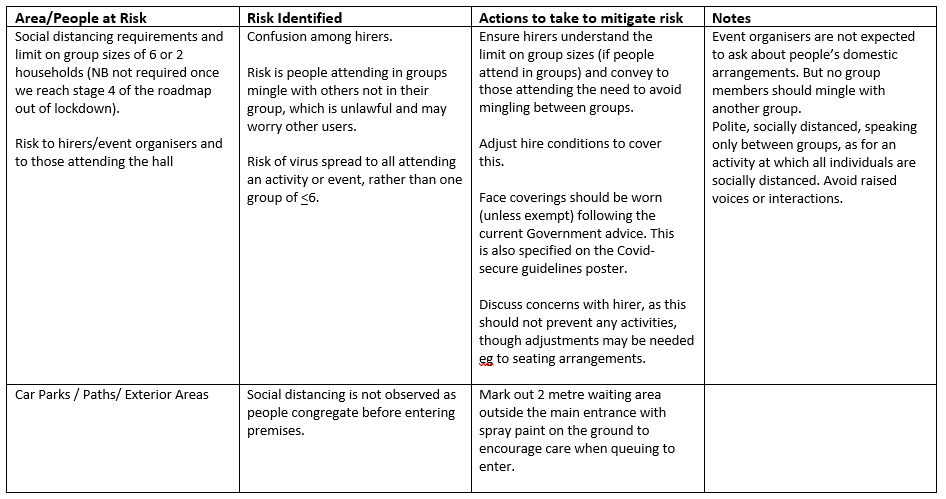 Area/People at Risk
Risk Identified
Actions to take to mitigate risk
Notes
Social distancing requirements and
limit on group sizes of 6 or 2
households (NB not required once
we reach stage 4 of the roadmap
out of lockdown).
Risk to hirers/event organisers and
to those attending the hall
Confusion among hirers.
Risk is people attending in groups
mingle with others not in their
group, which is unlawful and may
worry other users.
Risk of virus spread to all attending
an activity or event, rather than one
group of <6.
Ensure hirers understand the
limit on group sizes (if people
attend in groups) and convey to
those attending the need to avoid
mingling between groups.
Adjust hire conditions to cover
this.
Face coverings should be worn
(unless exempt) following the
current Government advice. This
is also specified on the Covid-
secure guidelines poster.
Discuss concerns with hirer, as this
should not prevent any activities,
though adjustments may be needed
eg to seating arrangements.
Event organisers are not expected
to ask about people's domestic
arrangements. But no group
members should mingle with
another group.
Polite, socially distanced, speaking
only between groups, as for an
activity at which all individuals are
socially distanced. Avoid raised
voices or interactions.
Car Parks / Paths/ Exterior Areas
Social distancing is not observed as
people congregate before entering
premises.
Mark out 2 metre waiting area
outside the main entrance with
spray paint on the ground to
encourage care when queuing to
enter.